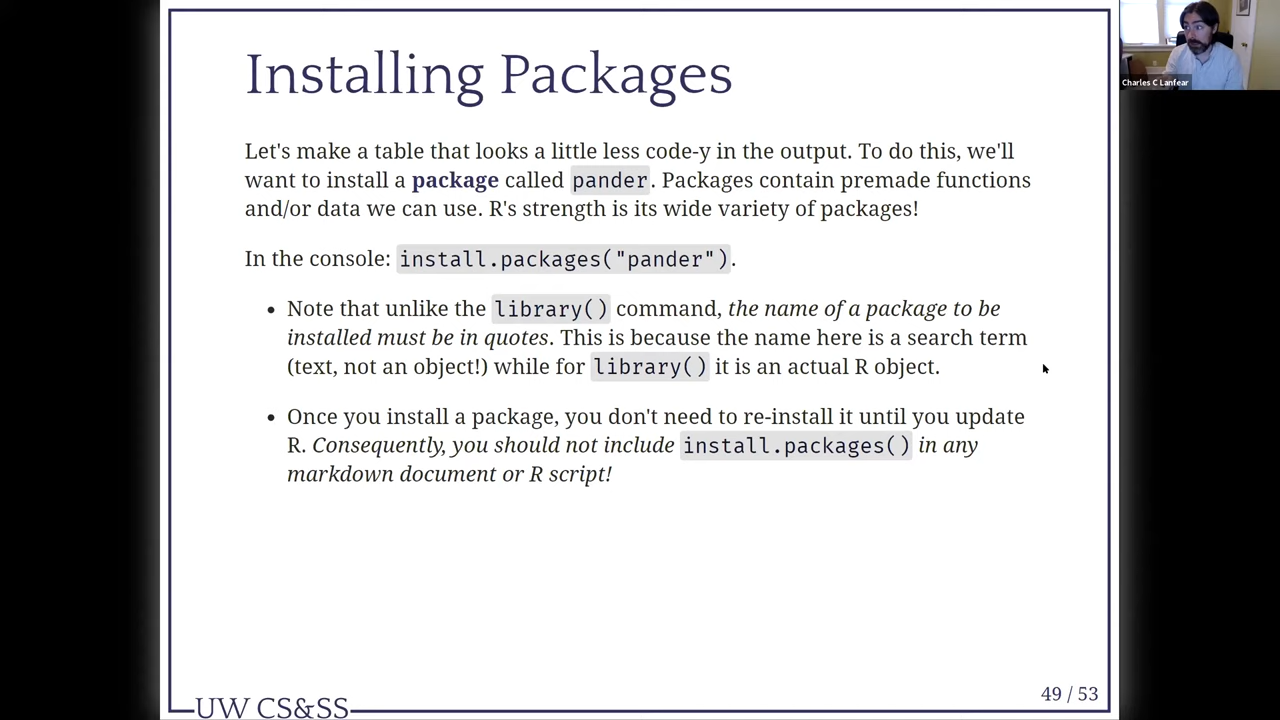 Installing Packages
Charles C Lanfear
Let's make a table that looks a little less code-y in the output. To do this, we'll
want to install a package called pander. Packages contain premade functions
and/or data we can use. R's strength is its wide variety of packages!
In the console: install.packages("pander").
• Note that unlike the library() command, the name of a package to be
installed must be in quotes. This is because the name here is a search term
(text, not an object!) while for library() it is an actual R object.
• Once you install a package, you don't need to re-install it until you update
R. Consequently, you should not include install.packages() in any
markdown document or R script!
49 / 53
UW CS&SS